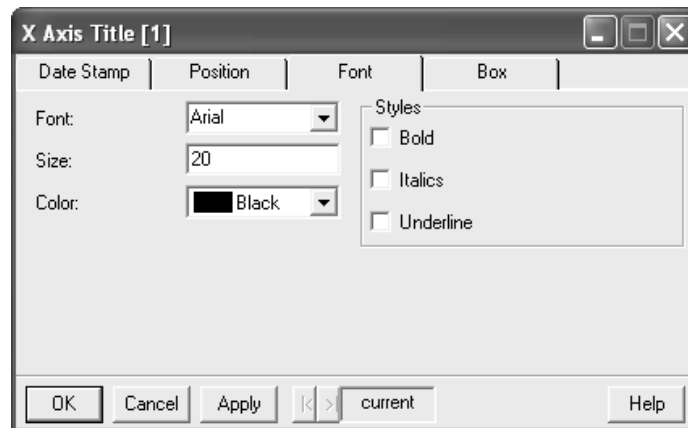 X Axis Title [1]
Date Stamp Position Font Box
Font: Arial
Size: 20
Color: Black
Styles
Bold
Italics
Underline
OK Cancel Apply |< >| current Help